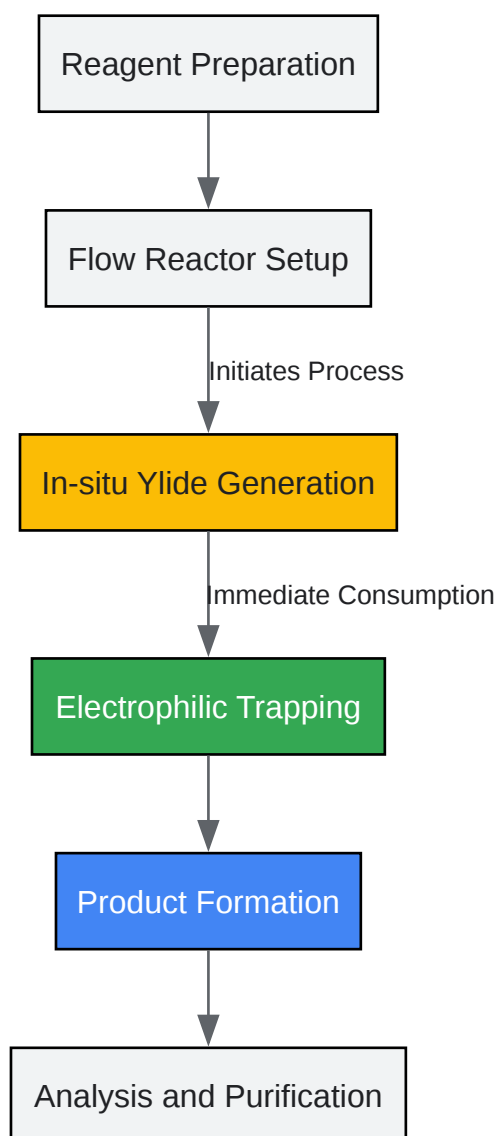 Reagent Preparation
Flow Reactor Setup
Initiates Process
In-situ Ylide Generation
Immediate Consumption
Electrophilic Trapping
Product Formation
Analysis and Purification